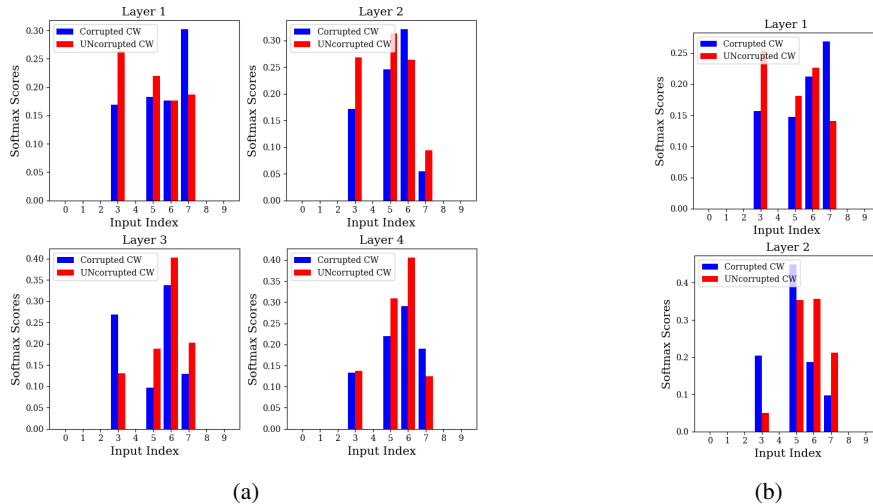 Layer 1
Softmax Scores
0.30
0.25
0.20
0.15
0.10
0.05
0.00
Corrupted CW
UNcorrupted CW
0 1 2 3 4 5 6 7 8 9
Input Index
Layer 2
Softmax Scores
0.30
0.25
0.20
0.15
0.10
0.05
0.00
Corrupted CW
UNcorrupted CW
0 1 2 3 4 5 6 7 8 9
Input Index
Layer 3
Softmax Scores
0.40
0.35
0.30
0.25
0.20
0.15
0.10
0.05
0.00
Corrupted CW
UNcorrupted CW
0 1 2 3 4 5 6 7 8 9
Input Index
Layer 4
Softmax Scores
0.40
0.35
0.30
0.25
0.20
0.15
0.10
0.05
0.00
Corrupted CW
UNcorrupted CW
0 1 2 3 4 5 6 7 8 9
Input Index
(a)
Layer 1
Softmax Scores
0.25
0.20
0.15
0.10
0.05
0.00
Corrupted CW
UNcorrupted CW
0 1 2 3 4 5 6 7 8 9
Input Index
Layer 2
Softmax Scores
0.4
0.3
0.2
0.1
0.0
Corrupted CW
UNcorrupted CW
0 1 2 3 4 5 6 7 8 9
Input Index
(b)